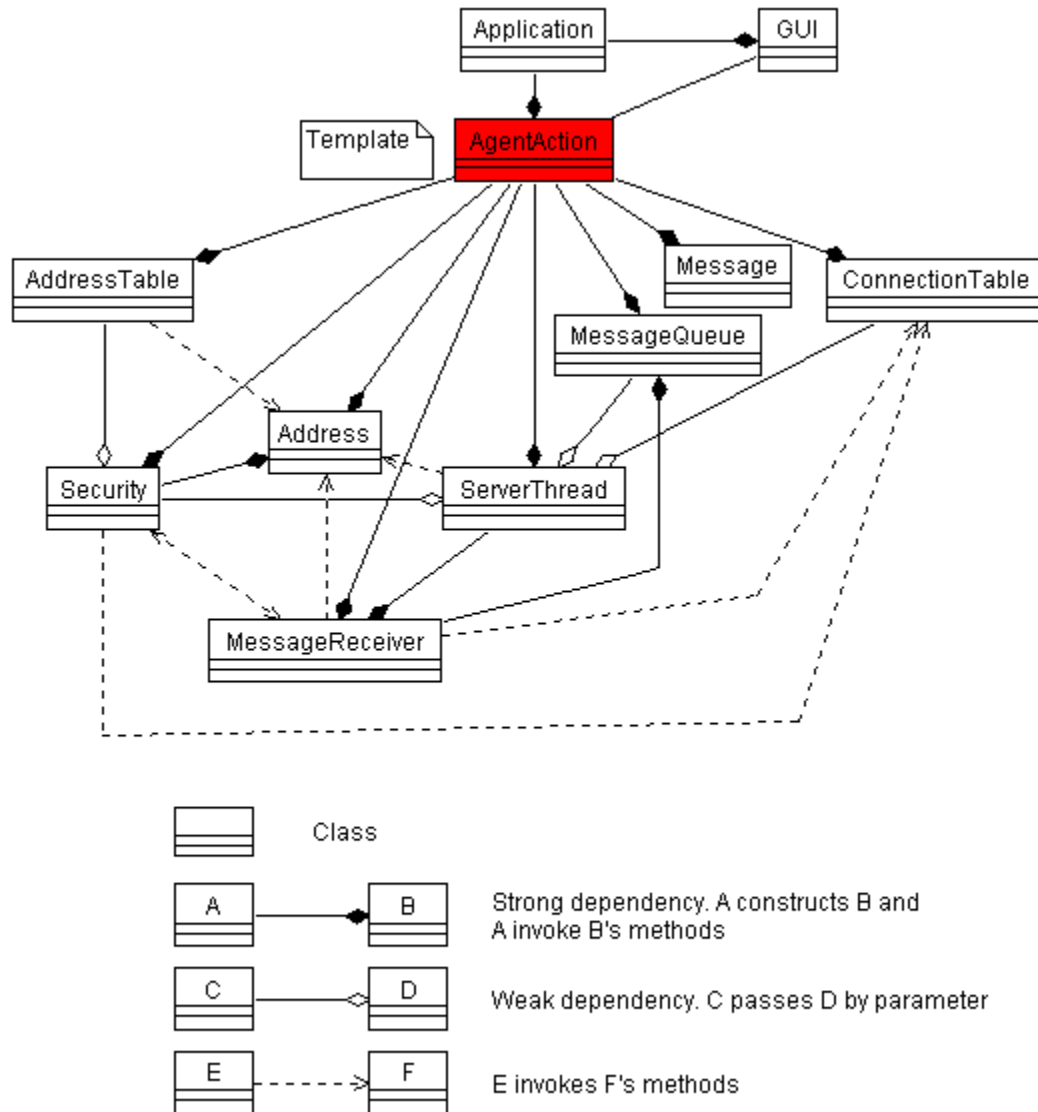 Application
GUI
Template
AgentAction
AddressTable
Message
ConnectionTable
MessageQueue
Address
Security
ServerThread
MessageReceiver
Class
A
B
Strong dependency. A constructs B and
A invoke B's methods
C
D
Weak dependency. C passes D by parameter
E
F
E invokes F's methods